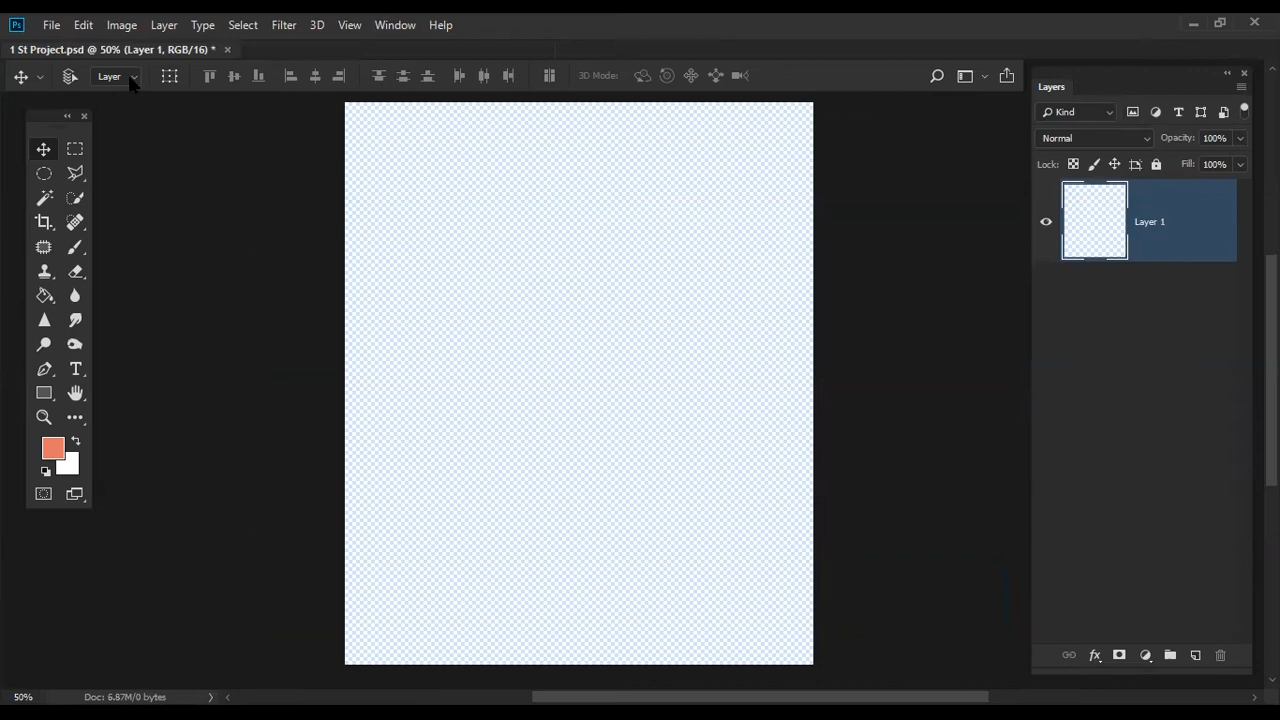 Ps File Edit Image Layer Type Select Filter 3D View Window Help
1 St Project.psd @ 50% (Layer 1, RGB/16) *
Layer 3D Mode:
Layers
Kind
Normal Opacity: 100%
Lock: Fill: 100%
Layer 1
T
fx
50% Doc: 6.87M/0 bytes